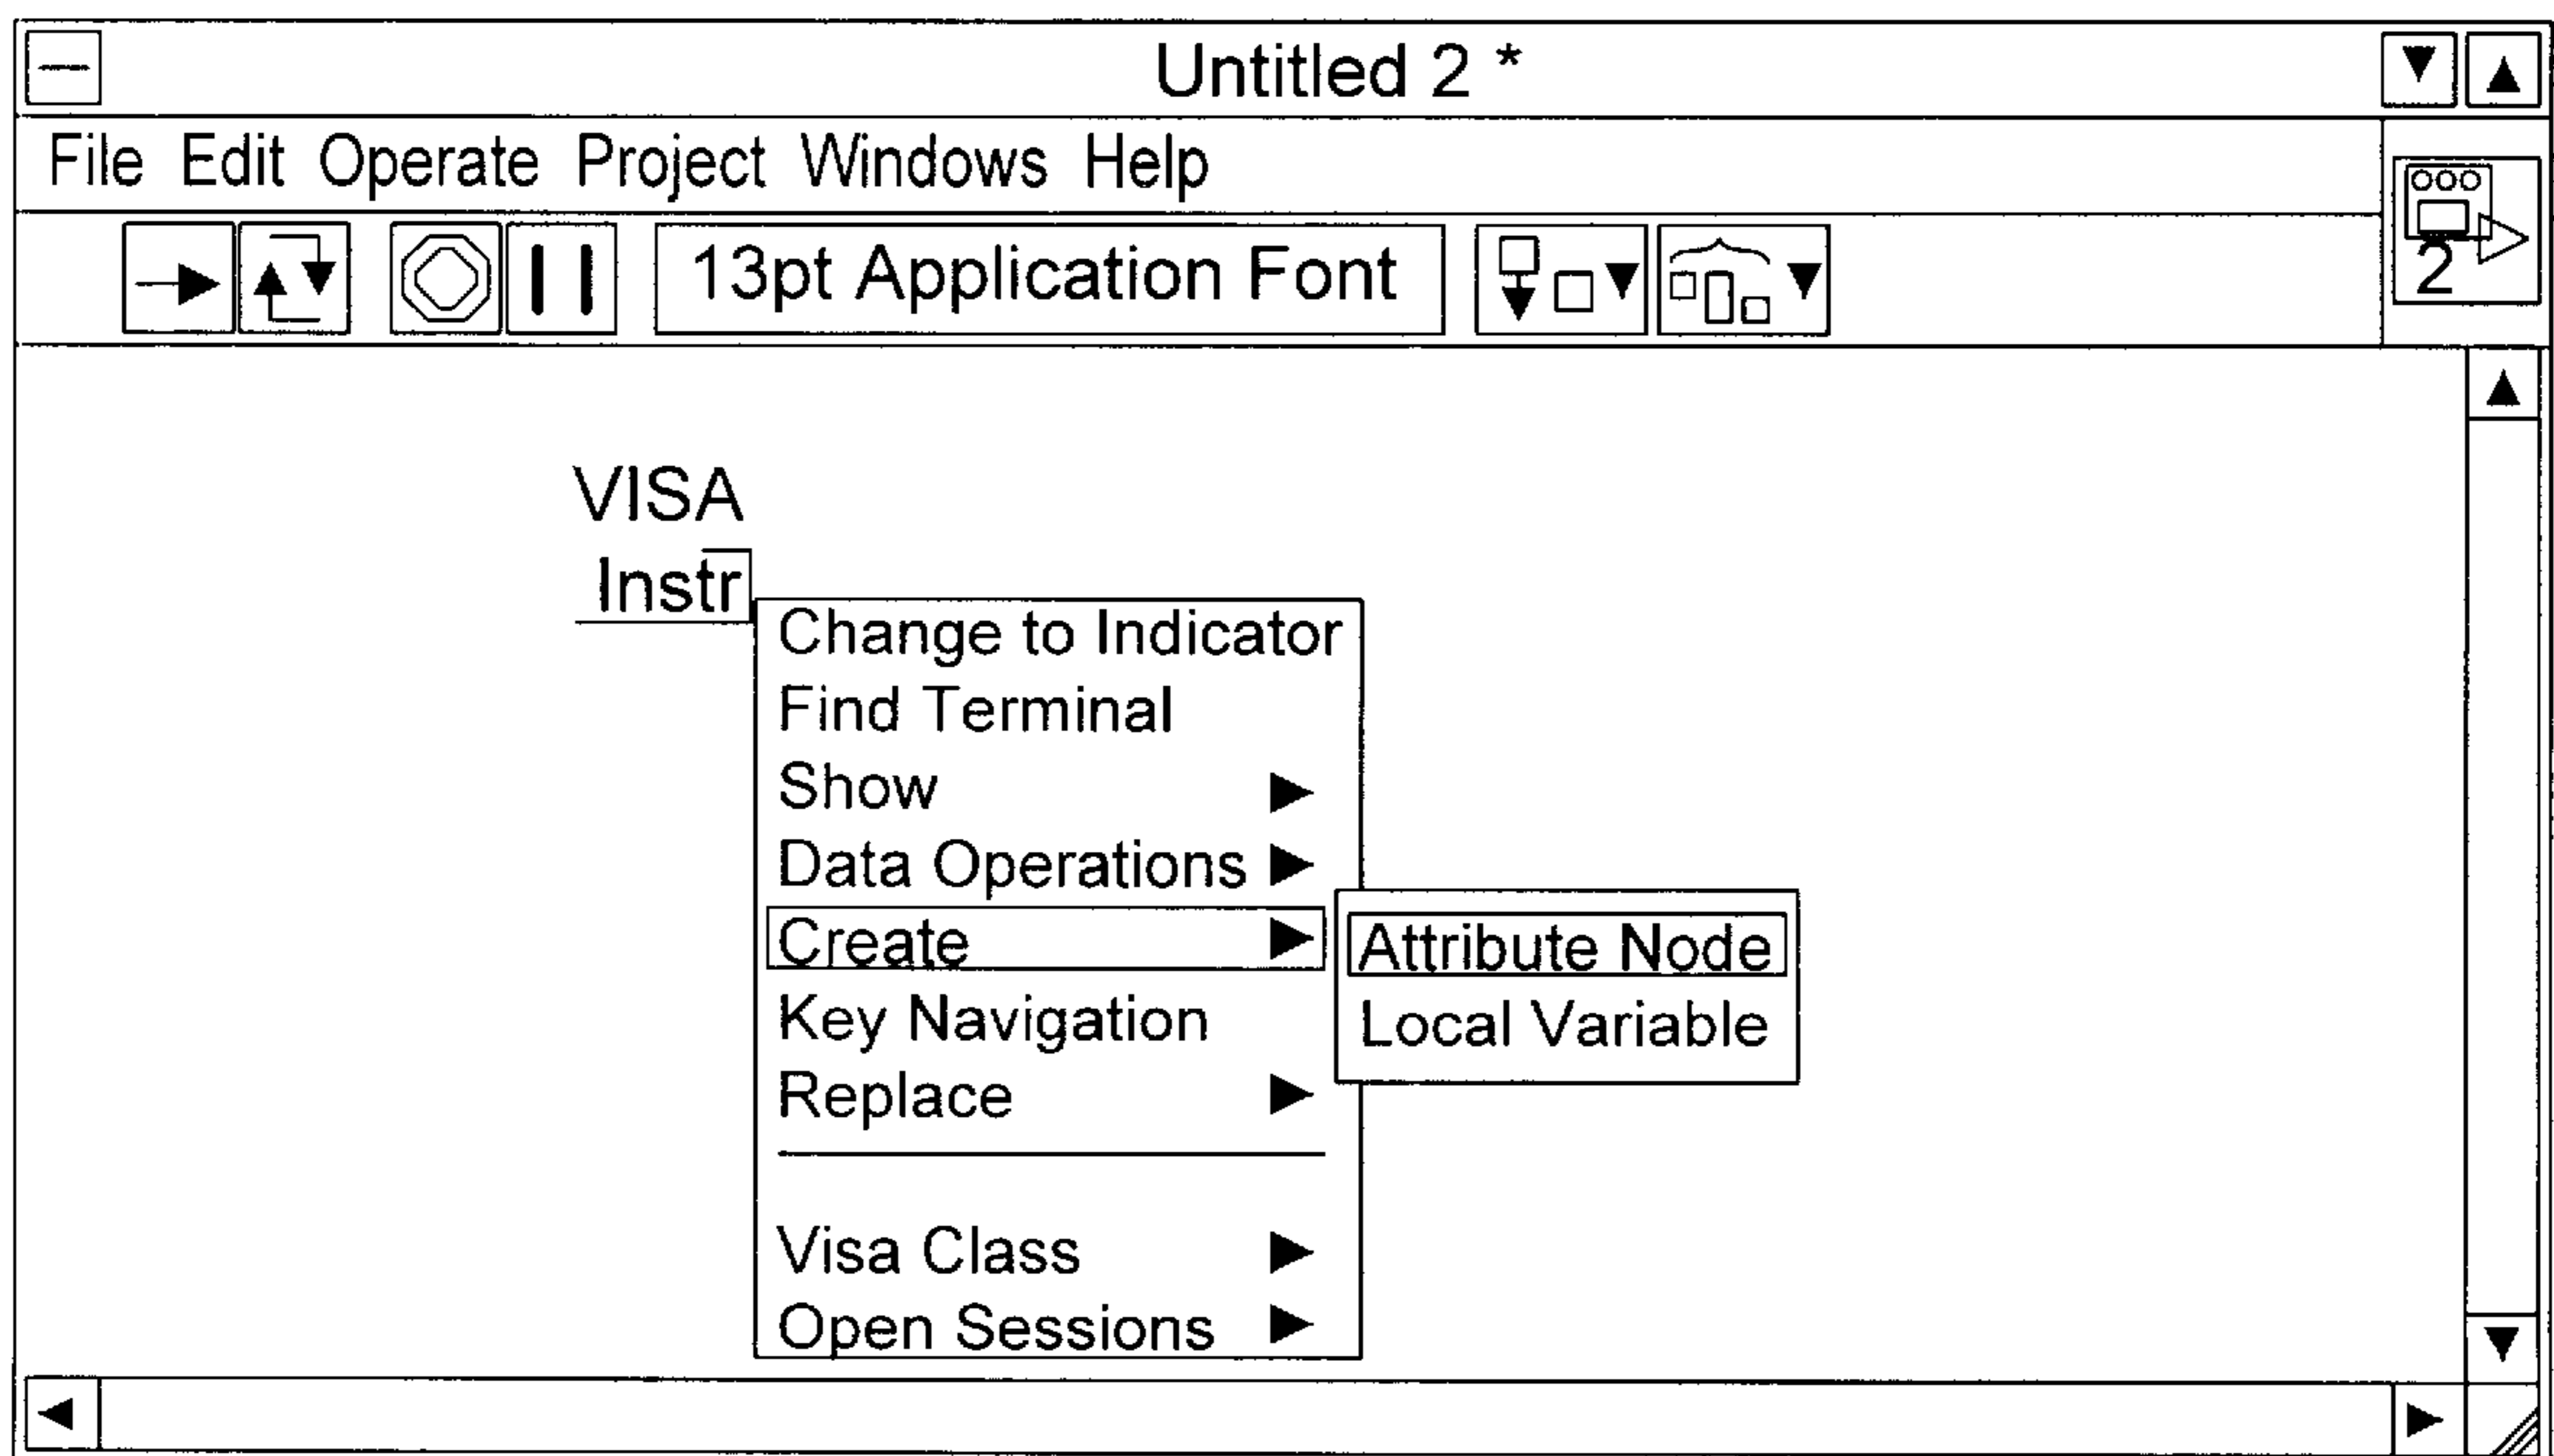 Untitled 2 *
File Edit Operate Project Windows Help
13pt Application Font
2
VISA
Instr
Change to Indicator
Find Terminal
Show
Data Operations
Create
Attribute Node
Key Navigation
Local Variable
Replace
Visa Class
Open Sessions